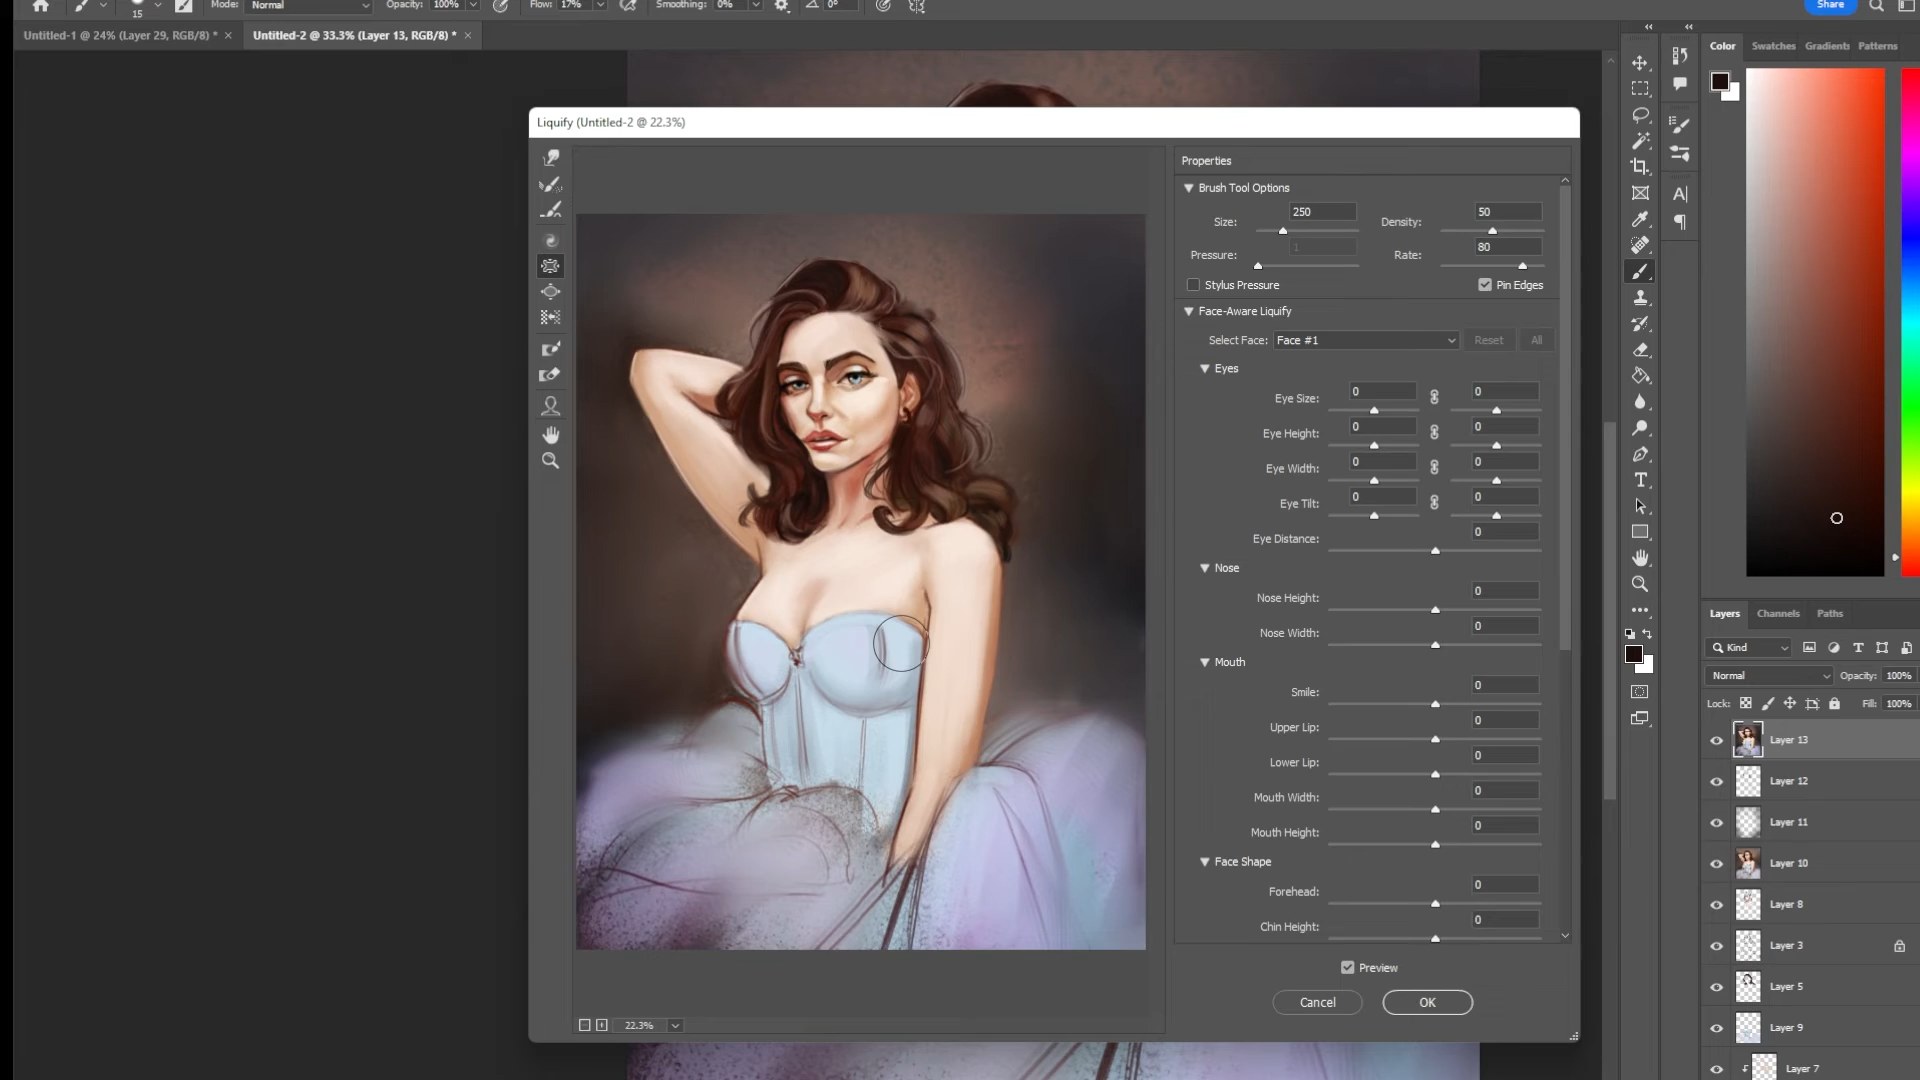 15 Mode: Normal Opacity: 100% Flow: 17% Smoothing: 0% 0° Share
Untitled-1 @ 24% (Layer 29, RGB/8) * × Untitled-2 @ 33.3% (Layer 13, RGB/8) * ×
Color Swatches Gradients Patterns
Liquify (Untitled-2 @ 22.3%)
Properties
Brush Tool Options
Size: 250 Density: 50
Pressure: 1 Rate: 80
Stylus Pressure Pin Edges
Face-Aware Liquify
Select Face: Face #1 Reset All
Eyes
Eye Size: 0 0
Eye Height: 0 0
Eye Width: 0 0
Eye Tilt: 0 0
Eye Distance: 0
Nose
Nose Height: 0
Nose Width: 0
Mouth
Smile: 0
Upper Lip: 0
Lower Lip: 0
Mouth Width: 0
Mouth Height: 0
Face Shape
Forehead: 0
Chin Height: 0
Preview
Cancel OK
22.3%
Layers Channels Paths
Kind
Normal Opacity: 100%
Lock: Fill: 100%
Layer 13
Layer 12
Layer 11
Layer 10
Layer 8
Layer 3
Layer 5
Layer 9
Layer 7